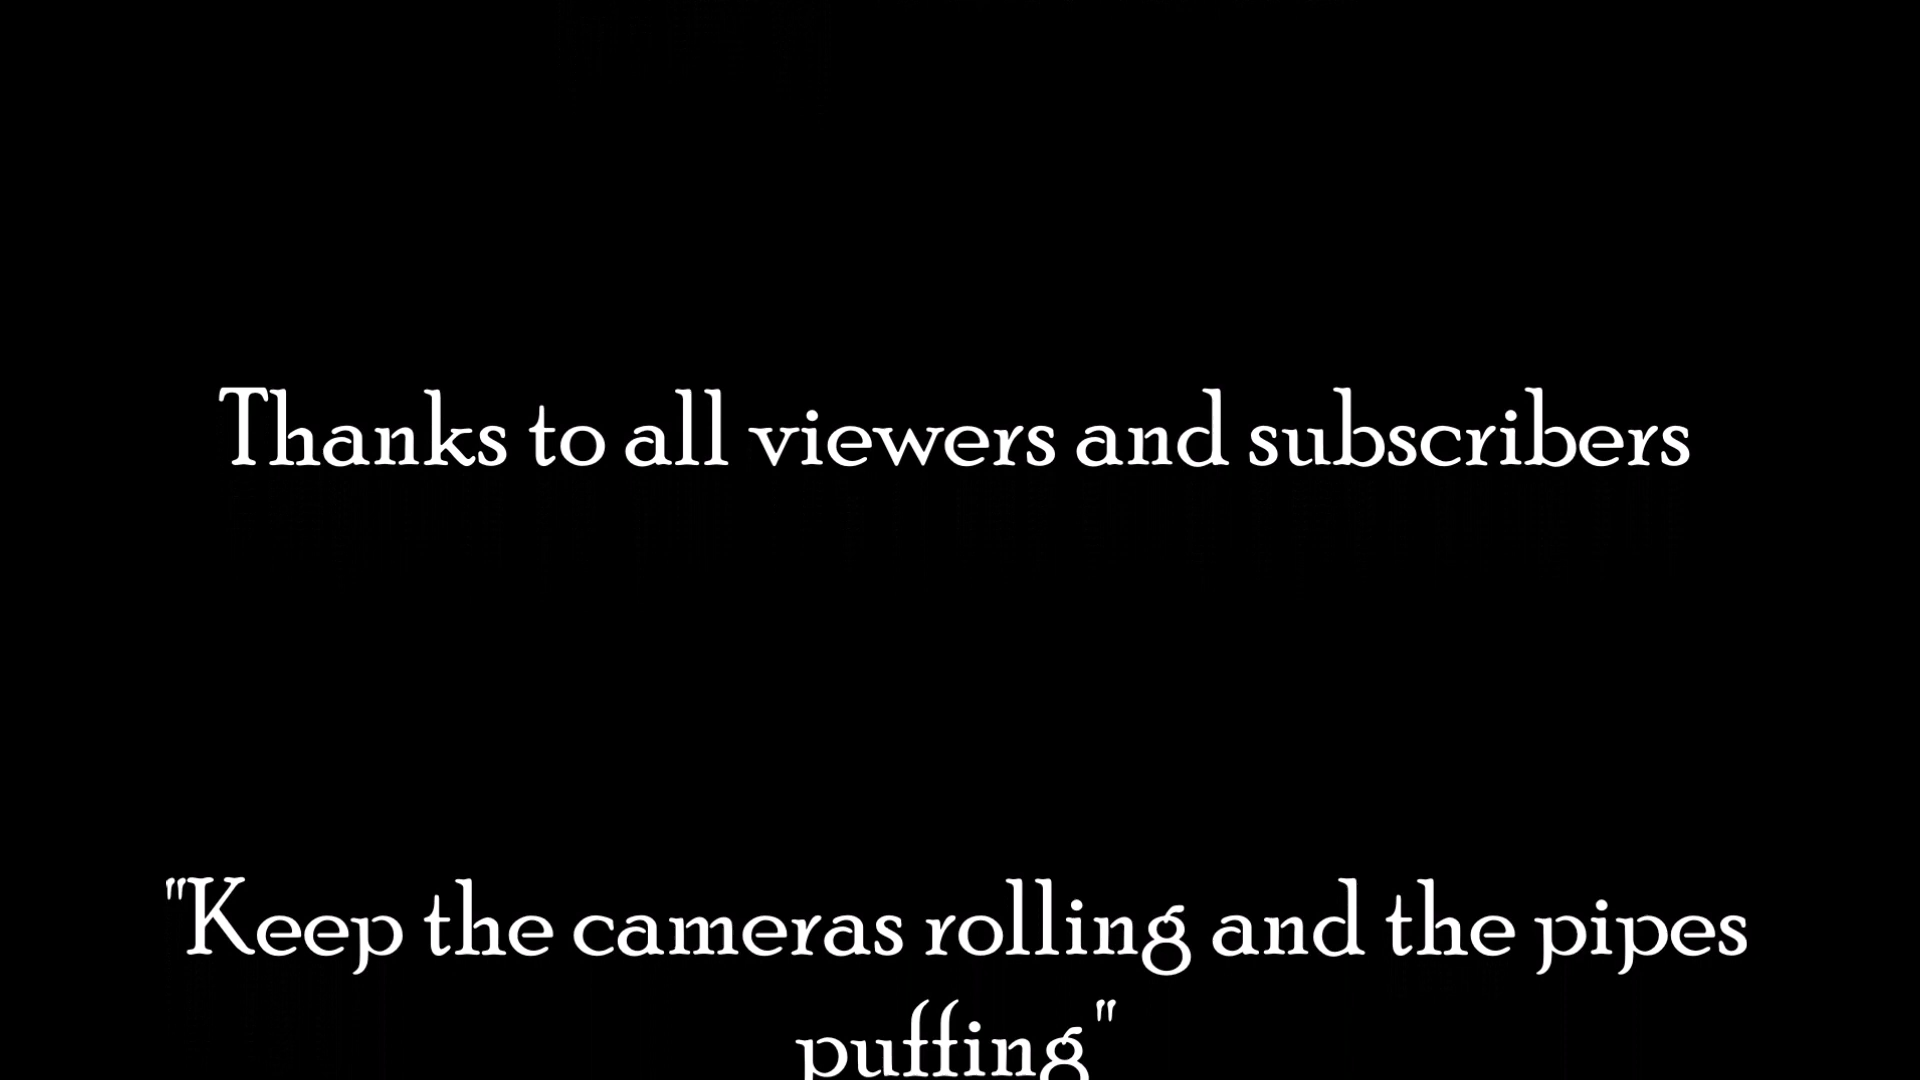 Thanks to all viewers and subscribers
"Keep the cameras rolling and the pipes
puffing"